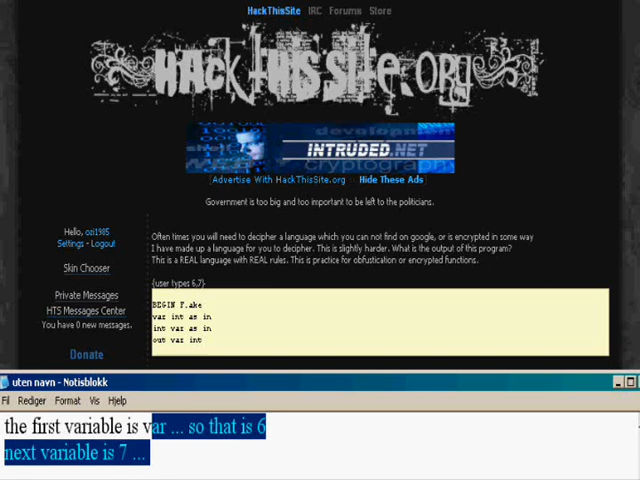 HackThisSite IRC Forums Store
HackThisSite.org
INTRUDED.NET
cryptography
[Advertise With HackThisSite.org :: Hide These Ads]
Government is too big and too important to be left to the politicians.
Hello, ozi1985
Settings - Logout
Skin Chooser
Private Messages
HTS Messages Center
You have 0 new messages.
Donate
Often times you will need to decipher a language which you can not find on google, or is encrypted in some way
I have made up a language for you to decipher. This is slightly harder. What is the output of this program?
This is a REAL language with REAL rules. This is practice for obfustication or encrypted functions.
{user types 6,7}
BEGIN F.ake
var int as in
int var as in
out var int
uten navn - Notisblokk
Fil Rediger Format Vis Hjelp
the first variable is var ... so that is 6
next variable is 7 ...